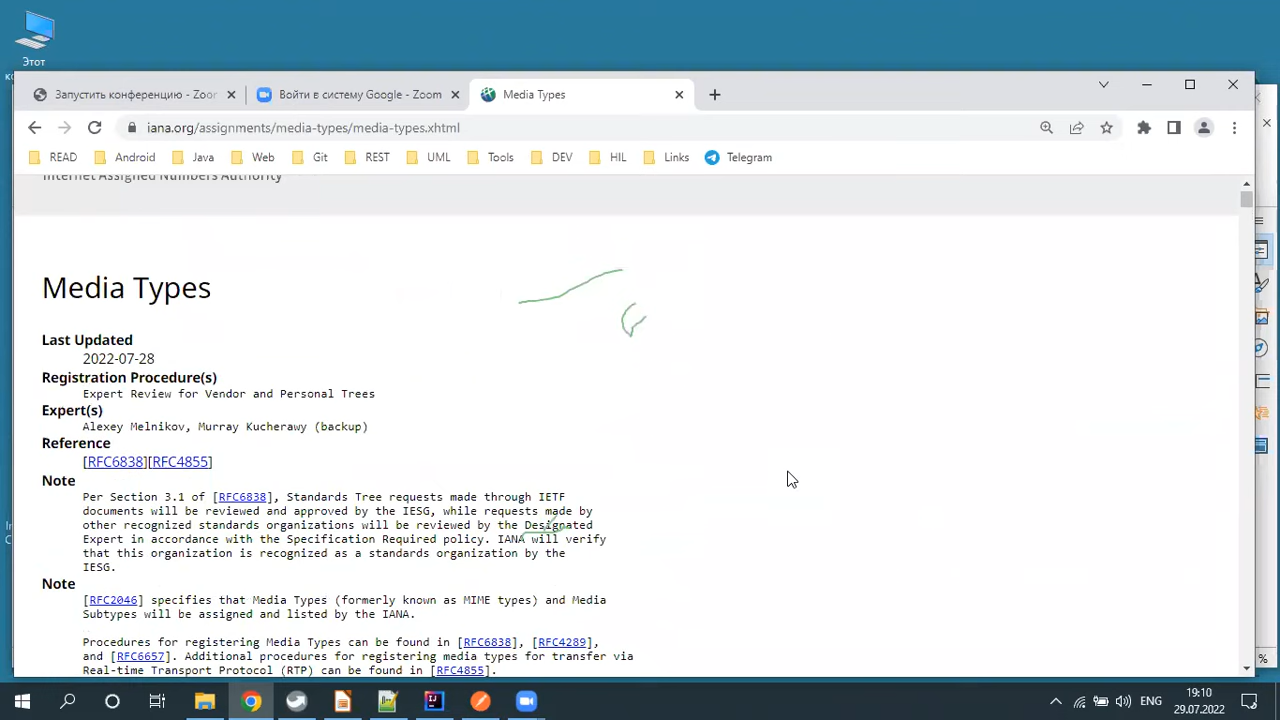 Этот
Запустить конференцию - Zoor
Войти в систему Google - Zoom
Media Types
iana.org/assignments/media-types/media-types.xhtml
READ Android Java Web Git REST UML Tools DEV HIL Links Telegram
Internet Assigned Numbers Authority
Media Types
Last Updated
2022-07-28
Registration Procedure(s)
Expert Review for Vendor and Personal Trees
Expert(s)
Alexey Melnikov, Murray Kucherawy (backup)
Reference
[RFC6838][RFC4855]
Note
Per Section 3.1 of [RFC6838], Standards Tree requests made through IETF
documents will be reviewed and approved by the IESG, while requests made by
other recognized standards organizations will be reviewed by the Designated
Expert in accordance with the Specification Required policy. IANA will verify
that this organization is recognized as a standards organization by the
IESG.
Note
[RFC2046] specifies that Media Types (formerly known as MIME types) and Media
Subtypes will be assigned and listed by the IANA.
Procedures for registering Media Types can be found in [RFC6838], [RFC4289],
and [RFC6657]. Additional procedures for registering media types for transfer via
Real-time Transport Protocol (RTP) can be found in [RFC4855].
%
ENG
19:10
29.07.2022